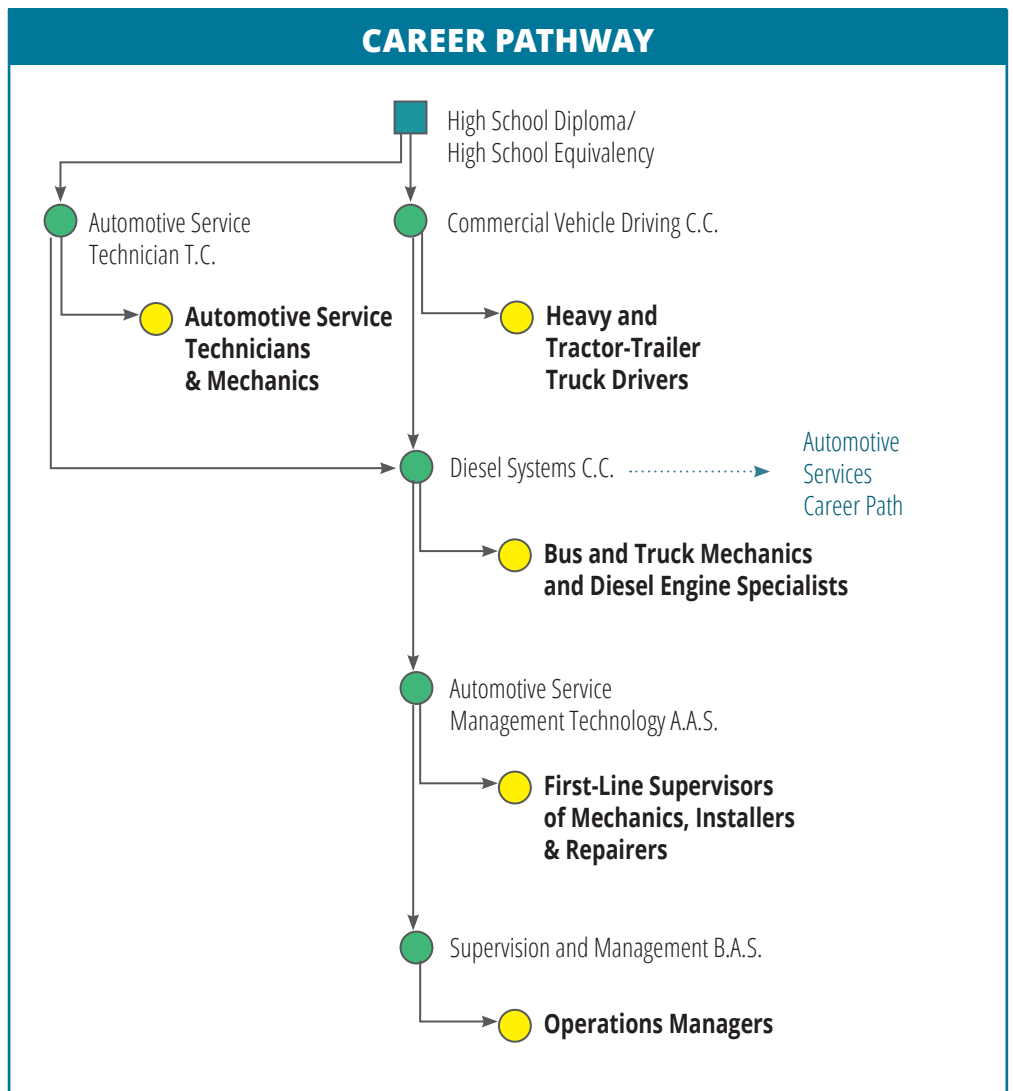 CAREER PATHWAY
High School Diploma/
High School Equivalency
Automotive Service
Technician T.C.
Commercial Vehicle Driving C.C.
Automotive Service
Technicians
& Mechanics
Heavy and
Tractor-Trailer
Truck Drivers
Diesel Systems C.C.
Automotive
Services
Career Path
Bus and Truck Mechanics
and Diesel Engine Specialists
Automotive Service
Management Technology A.A.S.
First-Line Supervisors
of Mechanics, Installers
& Repairers
Supervision and Management B.A.S.
Operations Managers